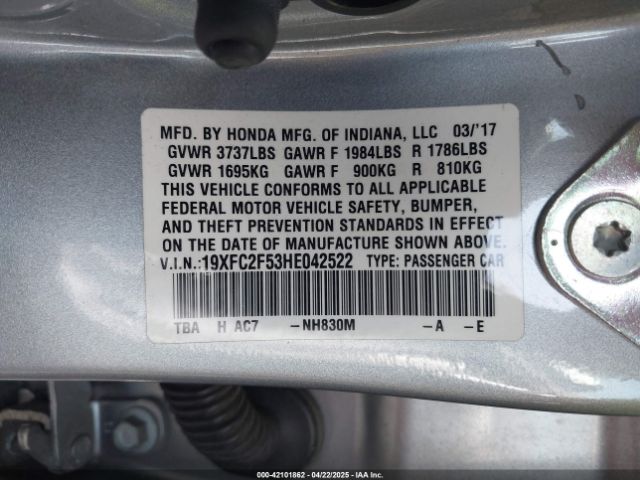 MFD. BY HONDA MFG. OF INDIANA, LLC 03/'17
GVWR 3737LBS GAWR F 1984LBS R 1786LBS
GVWR 1695KG GAWR F 900KG R 810KG
THIS VEHICLE CONFORMS TO ALL APPLICABLE
FEDERAL MOTOR VEHICLE SAFETY, BUMPER,
AND THEFT PREVENTION STANDARDS IN EFFECT
ON THE DATE OF MANUFACTURE SHOWN ABOVE.
V.I.N.:19XFC2F53HE042522 TYPE: PASSENGER CAR
TBA H AC7 -NH830M -A -E
000-42101862 04/22/2025 IAA Inc.